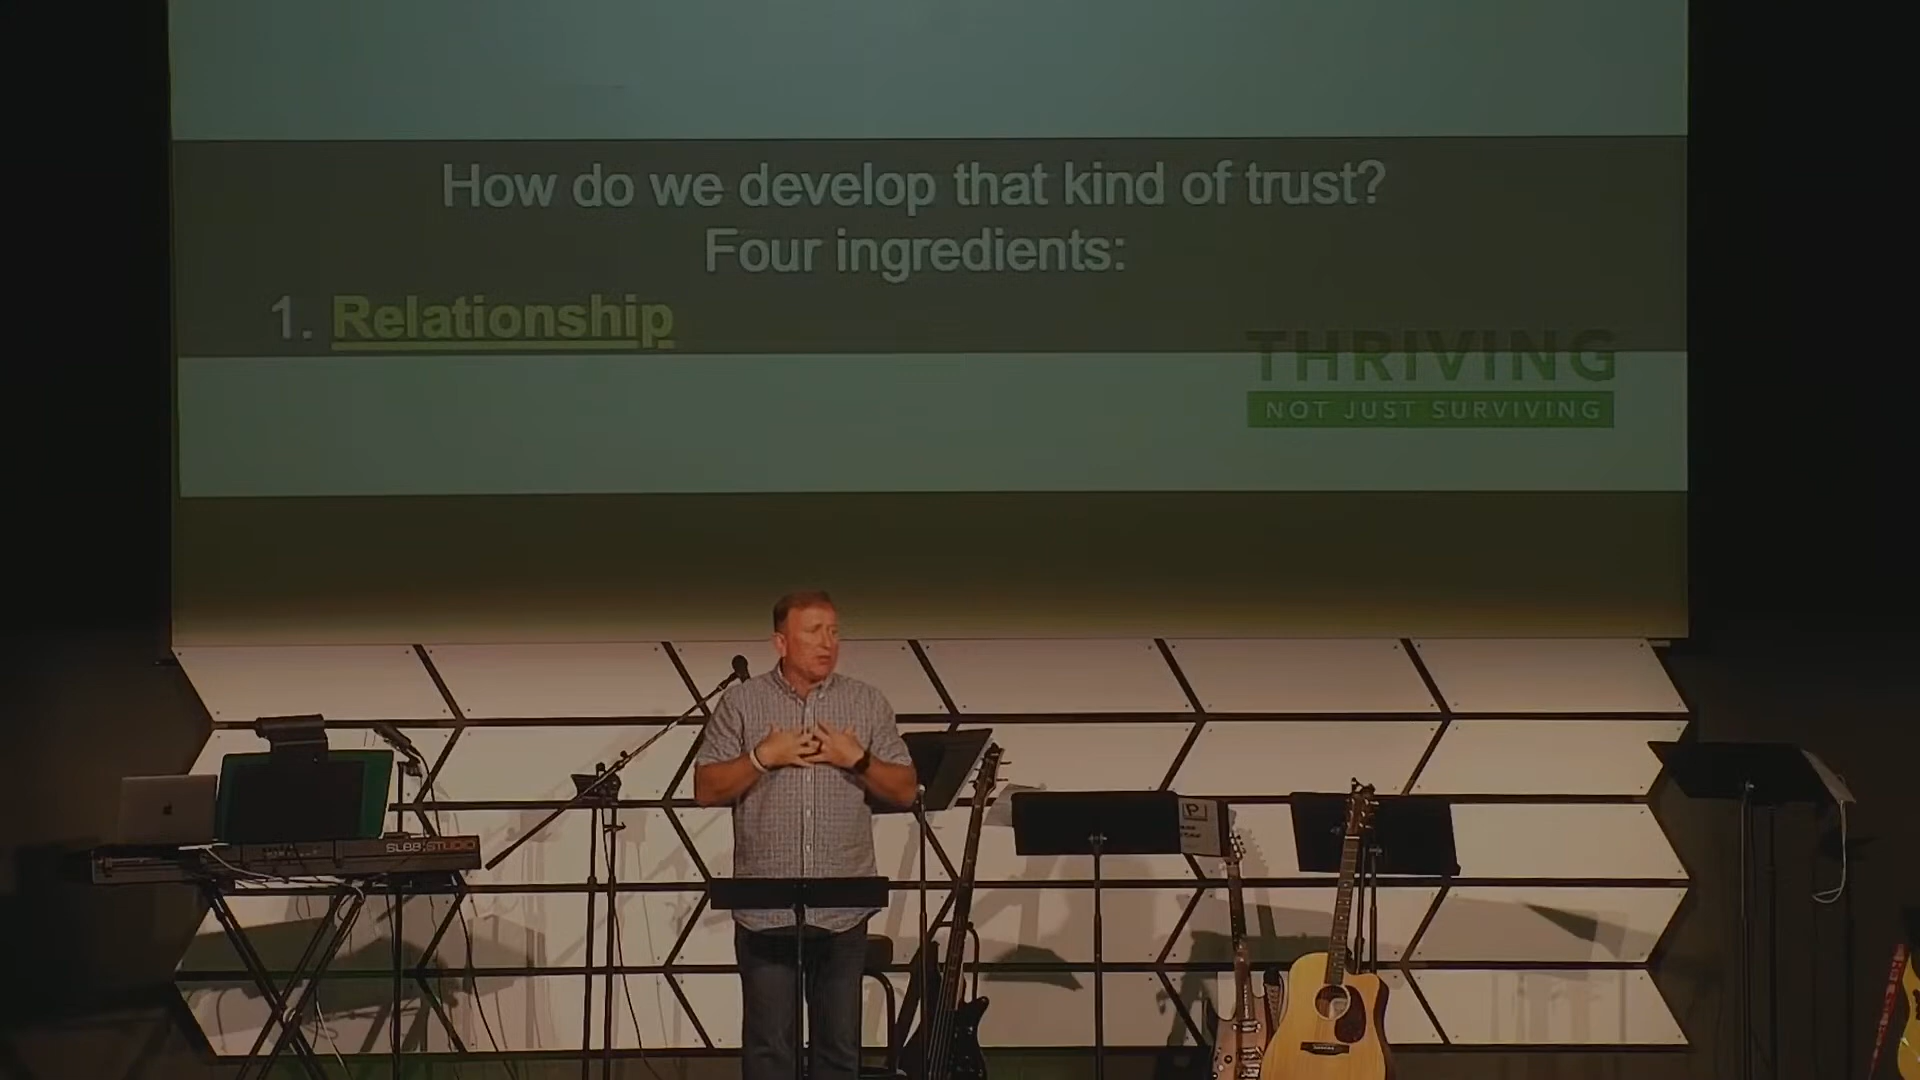 How do we develop that kind of trust?
Four ingredients:
1. Relationship
THRIVING
NOT JUST SURVIVING
SL88 STUDIO
P